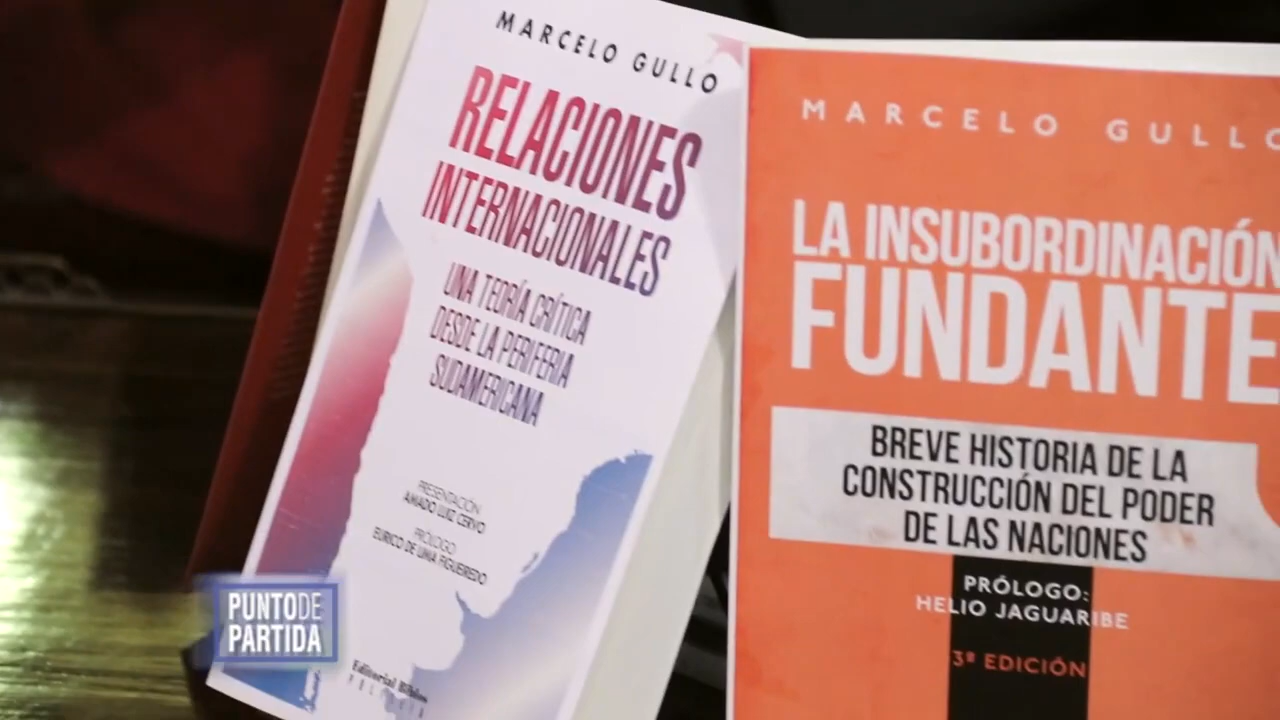 MARCELO GULLO
RELACIONES
INTERNACIONALES
UNA TEORÍA CRÍTICA
DESDE LA PERIFERIA
SUDAMERICANA
PRESENTACIÓN
AMADO LUIZ CERVO
PRÓLOGO
EURICO DE LIMA FIGUEIREDO
Editorial Biblos
POLITEIA
MARCELO GULLO
LA INSUBORDINACIÓN
FUNDANTE
BREVE HISTORIA DE LA
CONSTRUCCIÓN DEL PODER
DE LAS NACIONES
PRÓLOGO:
HELIO JAGUARIBE
3ª EDICIÓN
PUNTO DE
PARTIDA